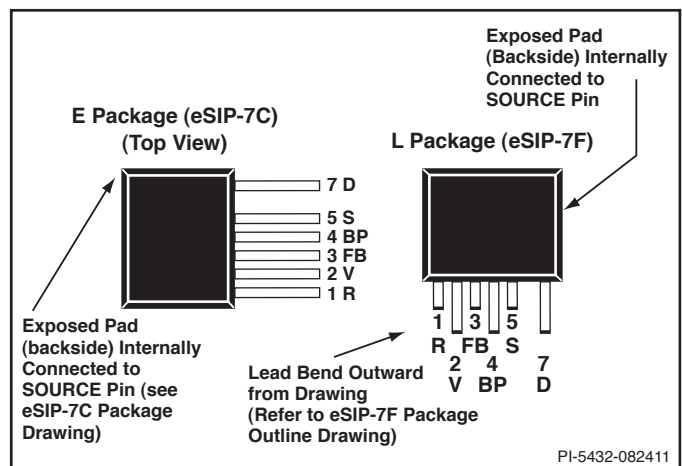 Exposed Pad
(Backside) Internally
Connected to
SOURCE Pin
E Package (eSIP-7C)
(Top View)
L Package (eSIP-7F)
7 D
5 S
4 BP
3 FB
2 V
1 R
Exposed Pad
(backside) Internally
Connected to
SOURCE Pin (see
eSIP-7C Package
Drawing)
1 3 5
R FB S
2 4 7
V BP D
Lead Bend Outward
from Drawing
(Refer to eSIP-7F Package
Outline Drawing)
PI-5432-082411